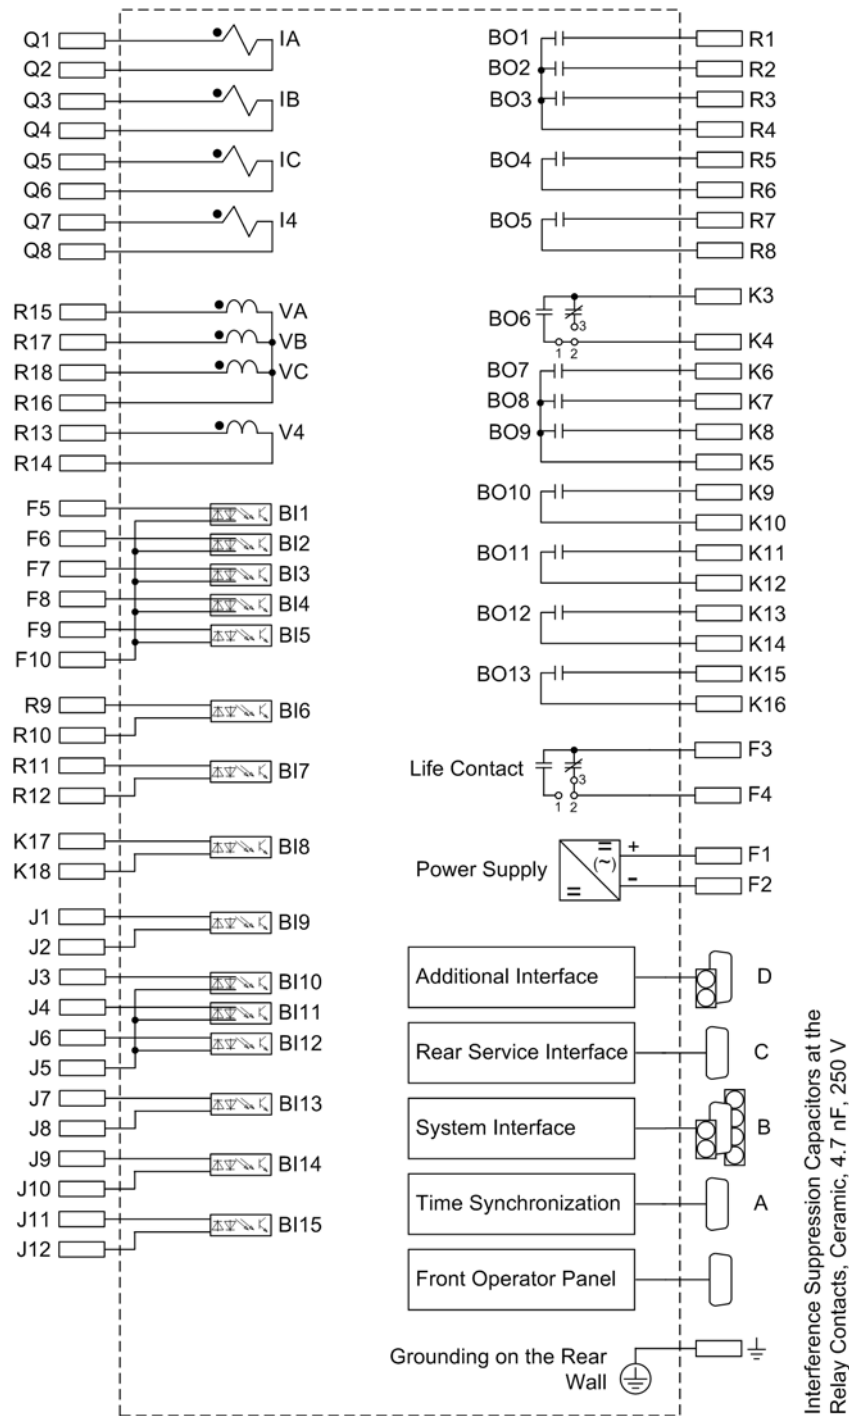 Q1 IA
Q2
Q3 IB
Q4
Q5 IC
Q6
Q7 I4
Q8
R15 VA
R17 VB
R18 VC
R16
R13 V4
R14
F5 BI1
F6 BI2
F7 BI3
F8 BI4
F9 BI5
F10
R9 BI6
R10
R11 BI7
R12
K17 BI8
K18
J1 BI9
J2
J3 BI10
J4 BI11
J6 BI12
J5
J7 BI13
J8
J9 BI14
J10
J11 BI15
J12
BO1 R1
BO2 R2
BO3 R3
R4
BO4 R5
R6
BO5 R7
R8
K3
BO6 3
K4
1 2
BO7 K6
BO8 K7
BO9 K8
K5
BO10 K9
K10
BO11 K11
K12
BO12 K13
K14
BO13 K15
K16
F3
Life Contact 3
F4
1 2
= + F1
Power Supply (~)
= - F2
Additional Interface D
Rear Service Interface C
System Interface B
Time Synchronization A
Front Operator Panel
Grounding on the Rear
Wall
Interference Suppression Capacitors at the
Relay Contacts, Ceramic, 4.7 nF, 250 V